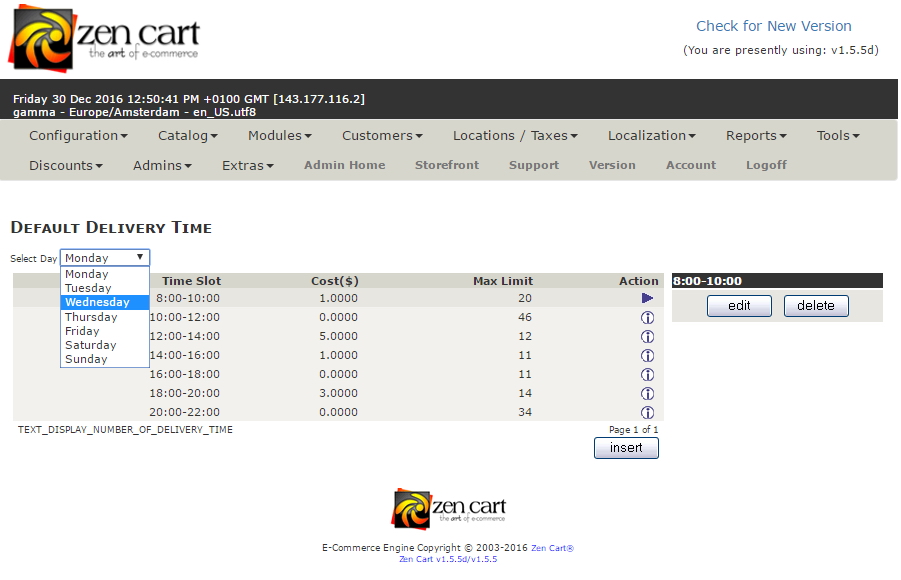 zen cart
the art of e-commerce
Check for New Version
(You are presently using: v1.5.5d)
Friday 30 Dec 2016 12:50:41 PM +0100 GMT [143.177.116.2]
gamma - Europe/Amsterdam - en_US.utf8
Configuration Catalog Modules Customers Locations / Taxes Localization Reports Tools
Discounts Admins Extras Admin Home Storefront Support Version Account Logoff
Default Delivery Time
Select Day Monday
Monday
Tuesday
Wednesday
Thursday
Friday
Saturday
Sunday
Time Slot Cost($) Max Limit Action
8:00-10:00 1.0000 20
10:00-12:00 0.0000 46
12:00-14:00 5.0000 12
14:00-16:00 1.0000 11
16:00-18:00 0.0000 11
18:00-20:00 3.0000 14
20:00-22:00 0.0000 34
TEXT_DISPLAY_NUMBER_OF_DELIVERY_TIME Page 1 of 1
insert
8:00-10:00
edit delete
zen cart
the art of e-commerce
E-Commerce Engine Copyright © 2003-2016 Zen Cart®
Zen Cart v1.5.5d/v1.5.5